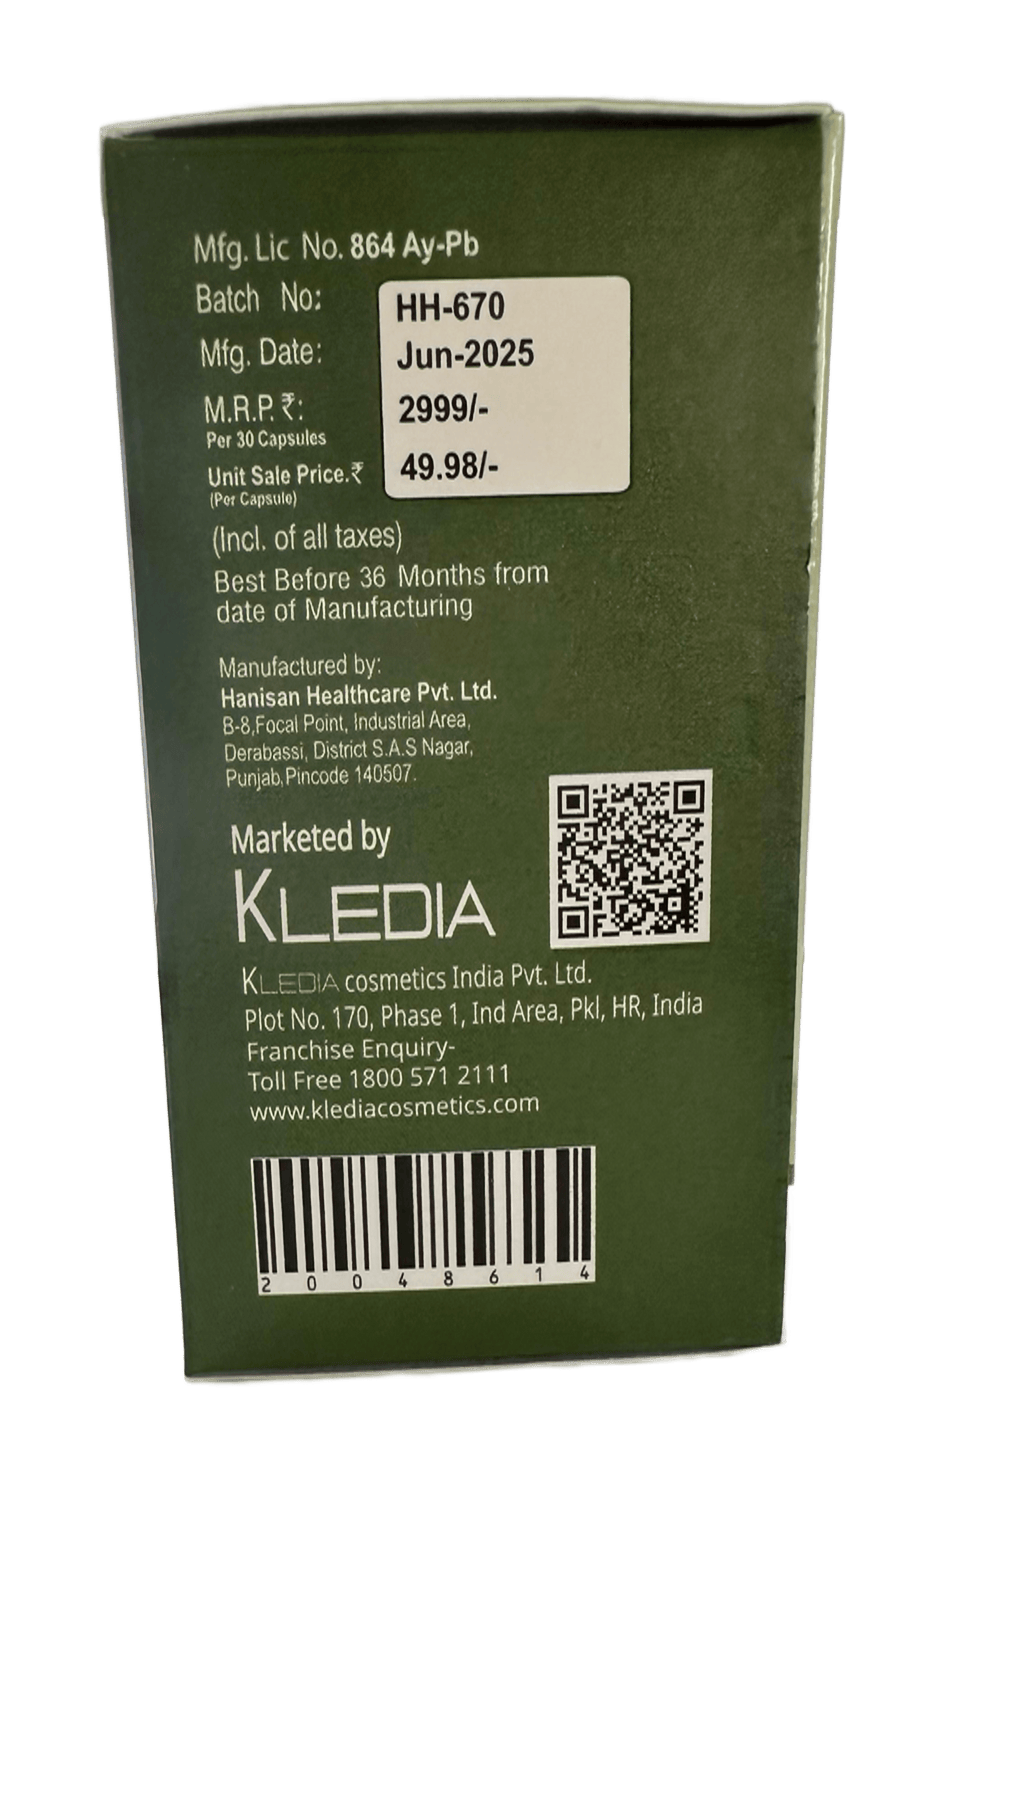 Mfg. Lic No. 864 Ay-Pb
Batch No: HH-670
Mfg. Date: Jun-2025
M.R.P. ₹: 2999/-
Per 30 Capsules
Unit Sale Price.₹ 49.98/-
(Per Capsule)
(Incl. of all taxes)
Best Before 36 Months from
date of Manufacturing
Manufactured by:
Hanisan Healthcare Pvt. Ltd.
B-8,Focal Point, Industrial Area,
Derabassi, District S.A.S Nagar,
Punjab,Pincode 140507.
Marketed by
KLEDIA
KLEDIA cosmetics India Pvt. Ltd.
Plot No. 170, Phase 1, Ind Area, Pkl, HR, India
Franchise Enquiry-
Toll Free 1800 571 2111
www.klediacosmetics.com
2 0 0 4 8 6 1 4